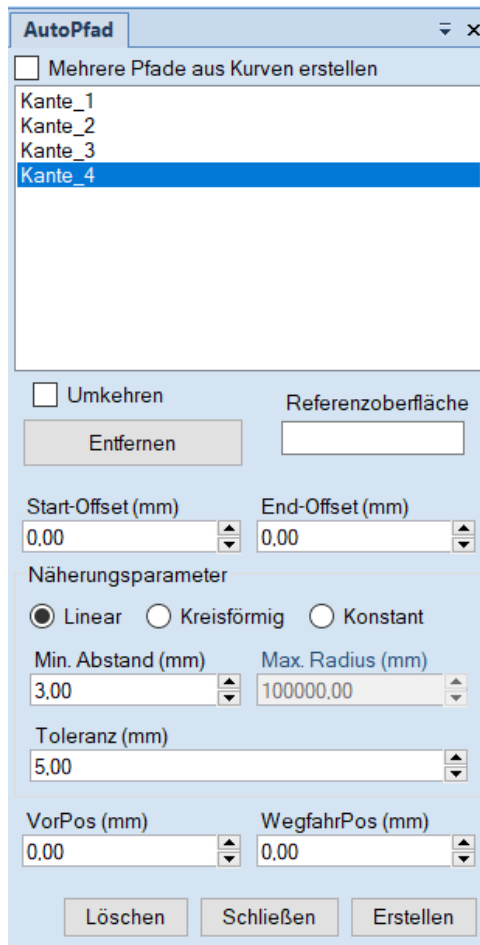 AutoPfad
Mehrere Pfade aus Kurven erstellen
Kante_1
Kante_2
Kante_3
Kante_4
Umkehren
Referenzoberfläche
Entfernen
Start-Offset (mm) End-Offset (mm)
0,00 0,00
Näherungsparameter
Linear Kreisförmig Konstant
Min. Abstand (mm) Max. Radius (mm)
3,00 100000,00
Toleranz (mm)
5,00
VorPos (mm) WegfahrPos (mm)
0,00 0,00
Löschen Schließen Erstellen